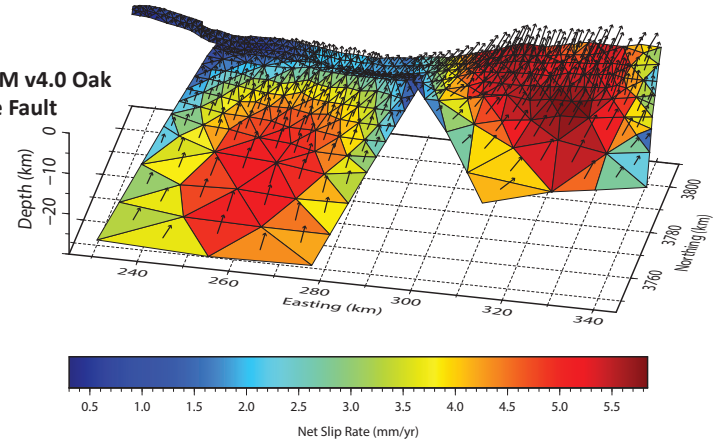 M v4.0 Oak
e Fault
0
−10
−20
Depth (km)
240
260
280
300
320
340
Easting (km)
3800
3780
3760
Northing (km)
0.5 1.0 1.5 2.0 2.5 3.0 3.5 4.0 4.5 5.0 5.5
Net Slip Rate (mm/yr)